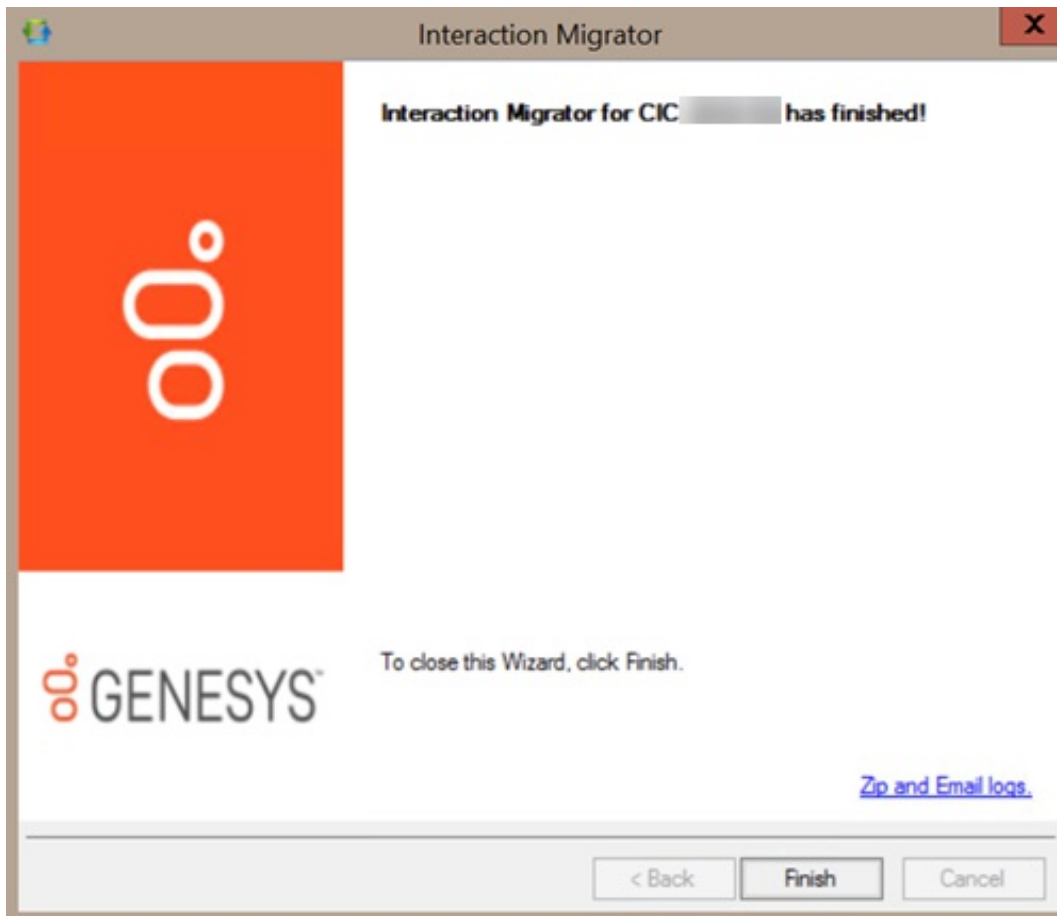 Interaction Migrator
X
Interaction Migrator for CIC has finished!
To close this Wizard, click Finish.
GENESYS™
Zip and Email logs.
< Back
Finish
Cancel